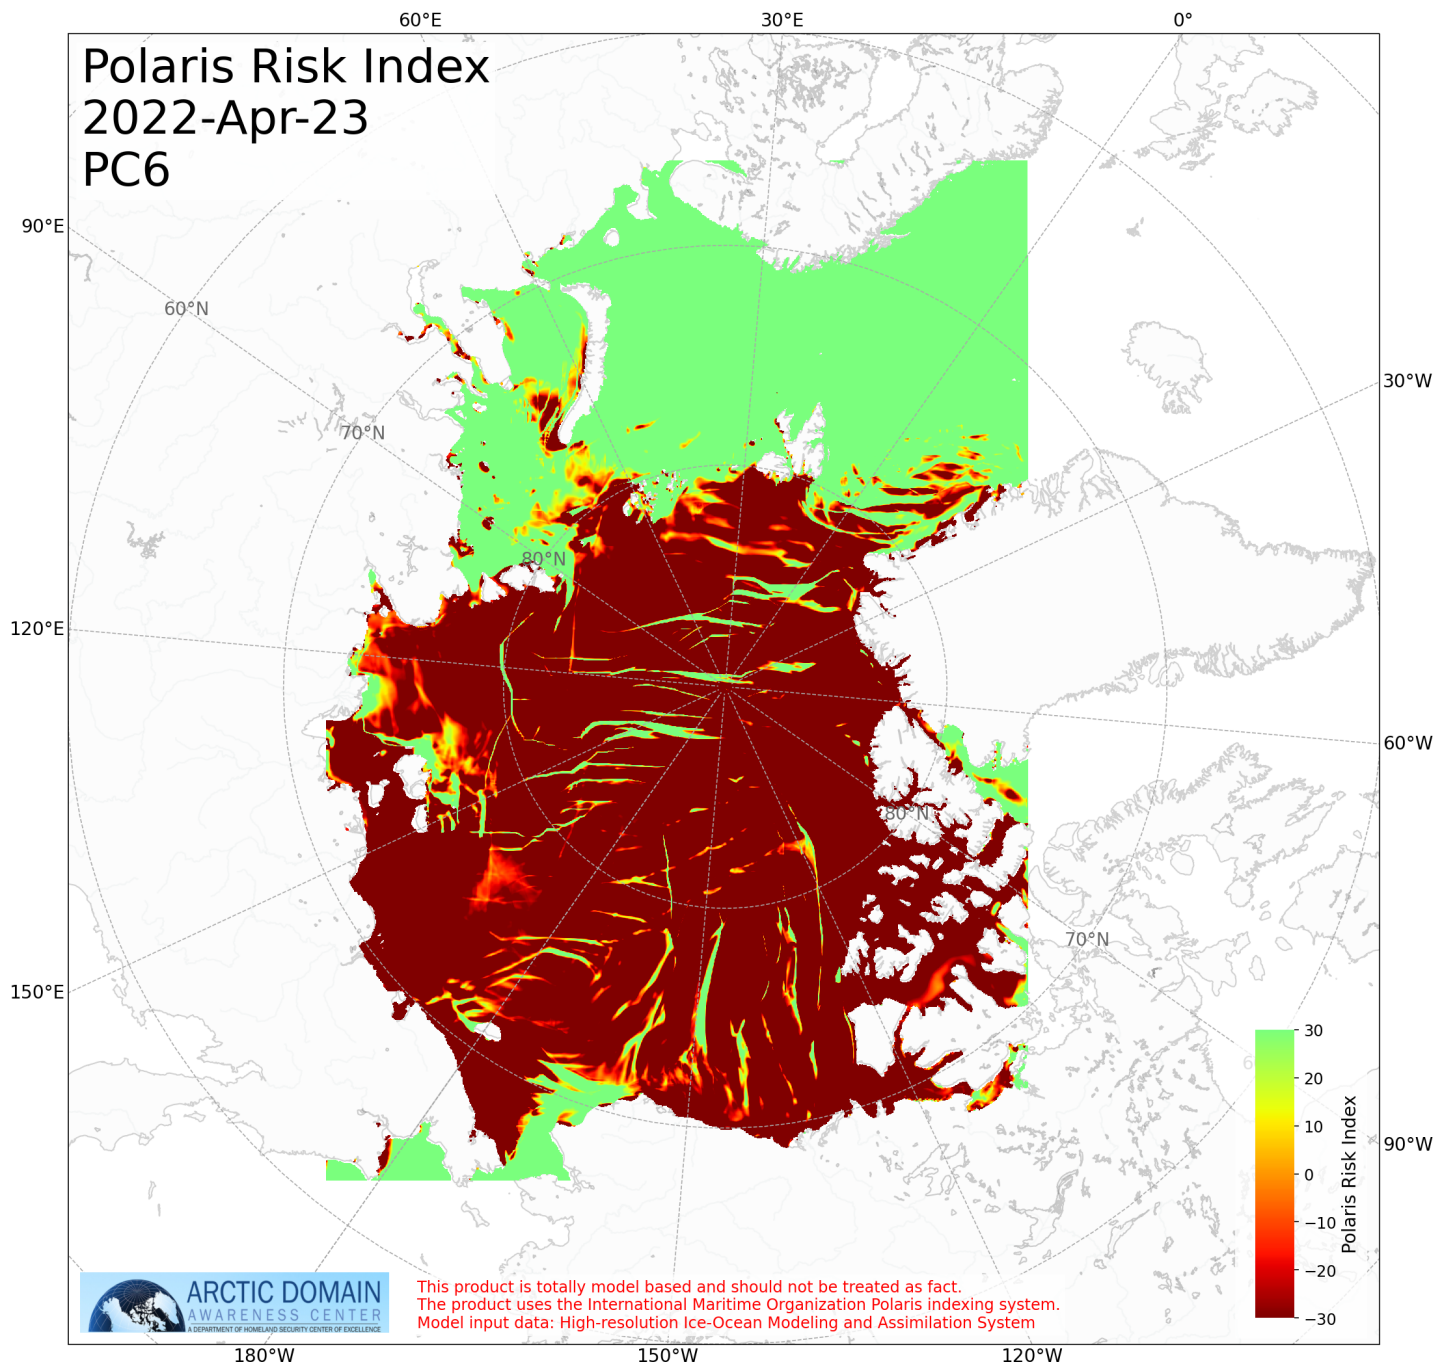 60°E 30°E 0°
Polaris Risk Index
2022-Apr-23
PC6
90°E
60°N
30°W
70°N
80°N
120°E
60°W
80°N
70°N
150°E
30
20
10
0
−10
−20
−30
Polaris Risk Index
90°W
ARCTIC DOMAIN
AWARENESS CENTER
A DEPARTMENT OF HOMELAND SECURITY CENTER OF EXCELLENCE
This product is totally model based and should not be treated as fact.
The product uses the International Maritime Organization Polaris indexing system.
Model input data: High-resolution Ice-Ocean Modeling and Assimilation System
180°W 150°W 120°W